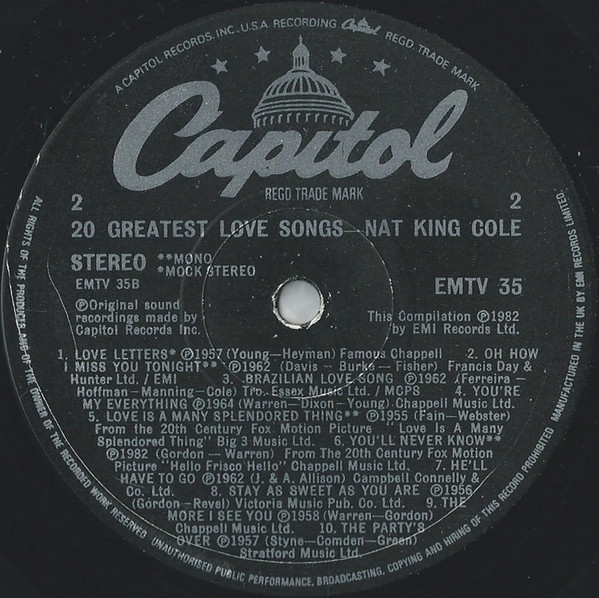 A CAPITOL RECORDS, INC.-U.S.A. RECORDING Capitol REGD. TRADE MARK
Capitol
REGD TRADE MARK
2 2
20 GREATEST LOVE SONGS—NAT KING COLE
STEREO **MONO
*MOCK STEREO
EMTV 35B
EMTV 35
ⓅOriginal sound
recordings made by
Capitol Records Inc.
This Compilation Ⓟ1982
by EMI Records Ltd.
1. LOVE LETTERS* Ⓟ1957 (Young—Heyman) Famous Chappell 2. OH HOW
I MISS YOU TONIGHT** Ⓟ1962 (Davis – Burke – Fisher) Francis Day &
Hunter Ltd. / EMI 3. BRAZILIAN LOVE SONG Ⓟ1962 (Ferreira -
Hoffman-Manning-Cole) Tro. Essex Music Ltd. / MCPS 4. YOU'RE
MY EVERYTHING Ⓟ1964 (Warren-Dixon-Young) Chappell Music Ltd.
5. LOVE IS A MANY SPLENDORED THING** Ⓟ1955 (Fain-Webster)
From the 20th Century Fox Motion Picture "Love Is A Many
Splendored Thing" Big 3 Music Ltd. 6. YOU'LL NEVER KNOW**
Ⓟ1982 (Gordon – Warren) From The 20th Century Fox Motion
Picture "Hello Frisco Hello" Chappell Music Ltd. 7. HE'LL
HAVE TO GO Ⓟ1962 (J. & A. Allison) Campbell Connelly &
Co. Ltd. 8. STAY AS SWEET AS YOU ARE Ⓟ1956
(Gordon-Revel) Victoria Music Pub. Co. Ltd. 9. THE
MORE I SEE YOU Ⓟ1958 (Warren-Gordon)
Chappell Music Ltd. 10. THE PARTY'S
OVER Ⓟ1957 (Styne-Comden-Green)
Stratford Music Ltd.
ALL RIGHTS OF THE PRODUCERS AND OF THE OWNER OF THE RECORDED WORK RESERVED UNAUTHORISED PUBLIC PERFORMANCE, BROADCASTING, COPYING AND HIRING OF THIS RECORD PROHIBITED MANUFACTURED IN THE UK BY EMI RECORDS LIMITED.